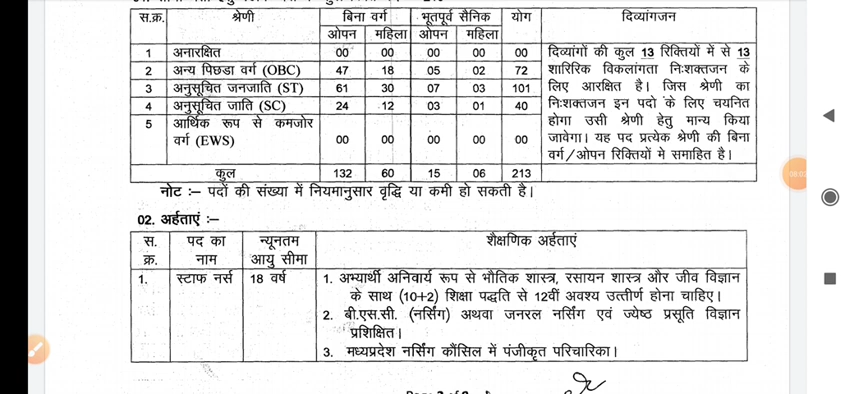 स.क्र. श्रेणी बिना वर्ग भूतपूर्व सैनिक योग दिव्यांगजन
ओपन महिला ओपन महिला
1 अनारक्षित 00 00 00 00 00 दिव्यांगों की कुल 13 रिक्तियों में से 13
2 अन्य पिछडा वर्ग (OBC) 47 18 05 02 72 शारिरिक विकलांगता निःशक्तजन के
3 अनुसूचित जनजाति (ST) 61 30 07 03 101 लिए आरक्षित है। जिस श्रेणी का
4 अनुसूचित जाति (SC) 24 12 03 01 40 निःशक्तजन इन पदो के लिए चयनित
5 आर्थिक रूप से कमजोर होगा उसी श्रेणी हेतु मान्य किया
वर्ग (EWS) 00 00 00 00 00 जावेगा। यह पद प्रत्येक श्रेणी की बिना
वर्ग/ओपन रिक्तियों मे समाहित है।
कुल 132 60 15 06 213
नोट :– पदों की संख्या में नियमानुसार वृद्धि या कमी हो सकती है।
02. अर्हताएं :–
स. पद का न्यूनतम शैक्षणिक अर्हताएं
क्र. नाम आयु सीमा
1. स्टाफ नर्स 18 वर्ष 1. अभ्यार्थी अनिवार्य रूप से भौतिक शास्त्र, रसायन शास्त्र और जीव विज्ञान
के साथ (10+2) शिक्षा पद्दति से 12वीं अवश्य उत्तीर्ण होना चाहिए।
2. बी.एस.सी. (नर्सिंग) अथवा जनरल नर्सिंग एवं ज्येष्ठ प्रसूति विज्ञान
प्रशिक्षित।
3. मध्यप्रदेश नर्सिंग कौंसिल में पंजीकृत परिचारिका।